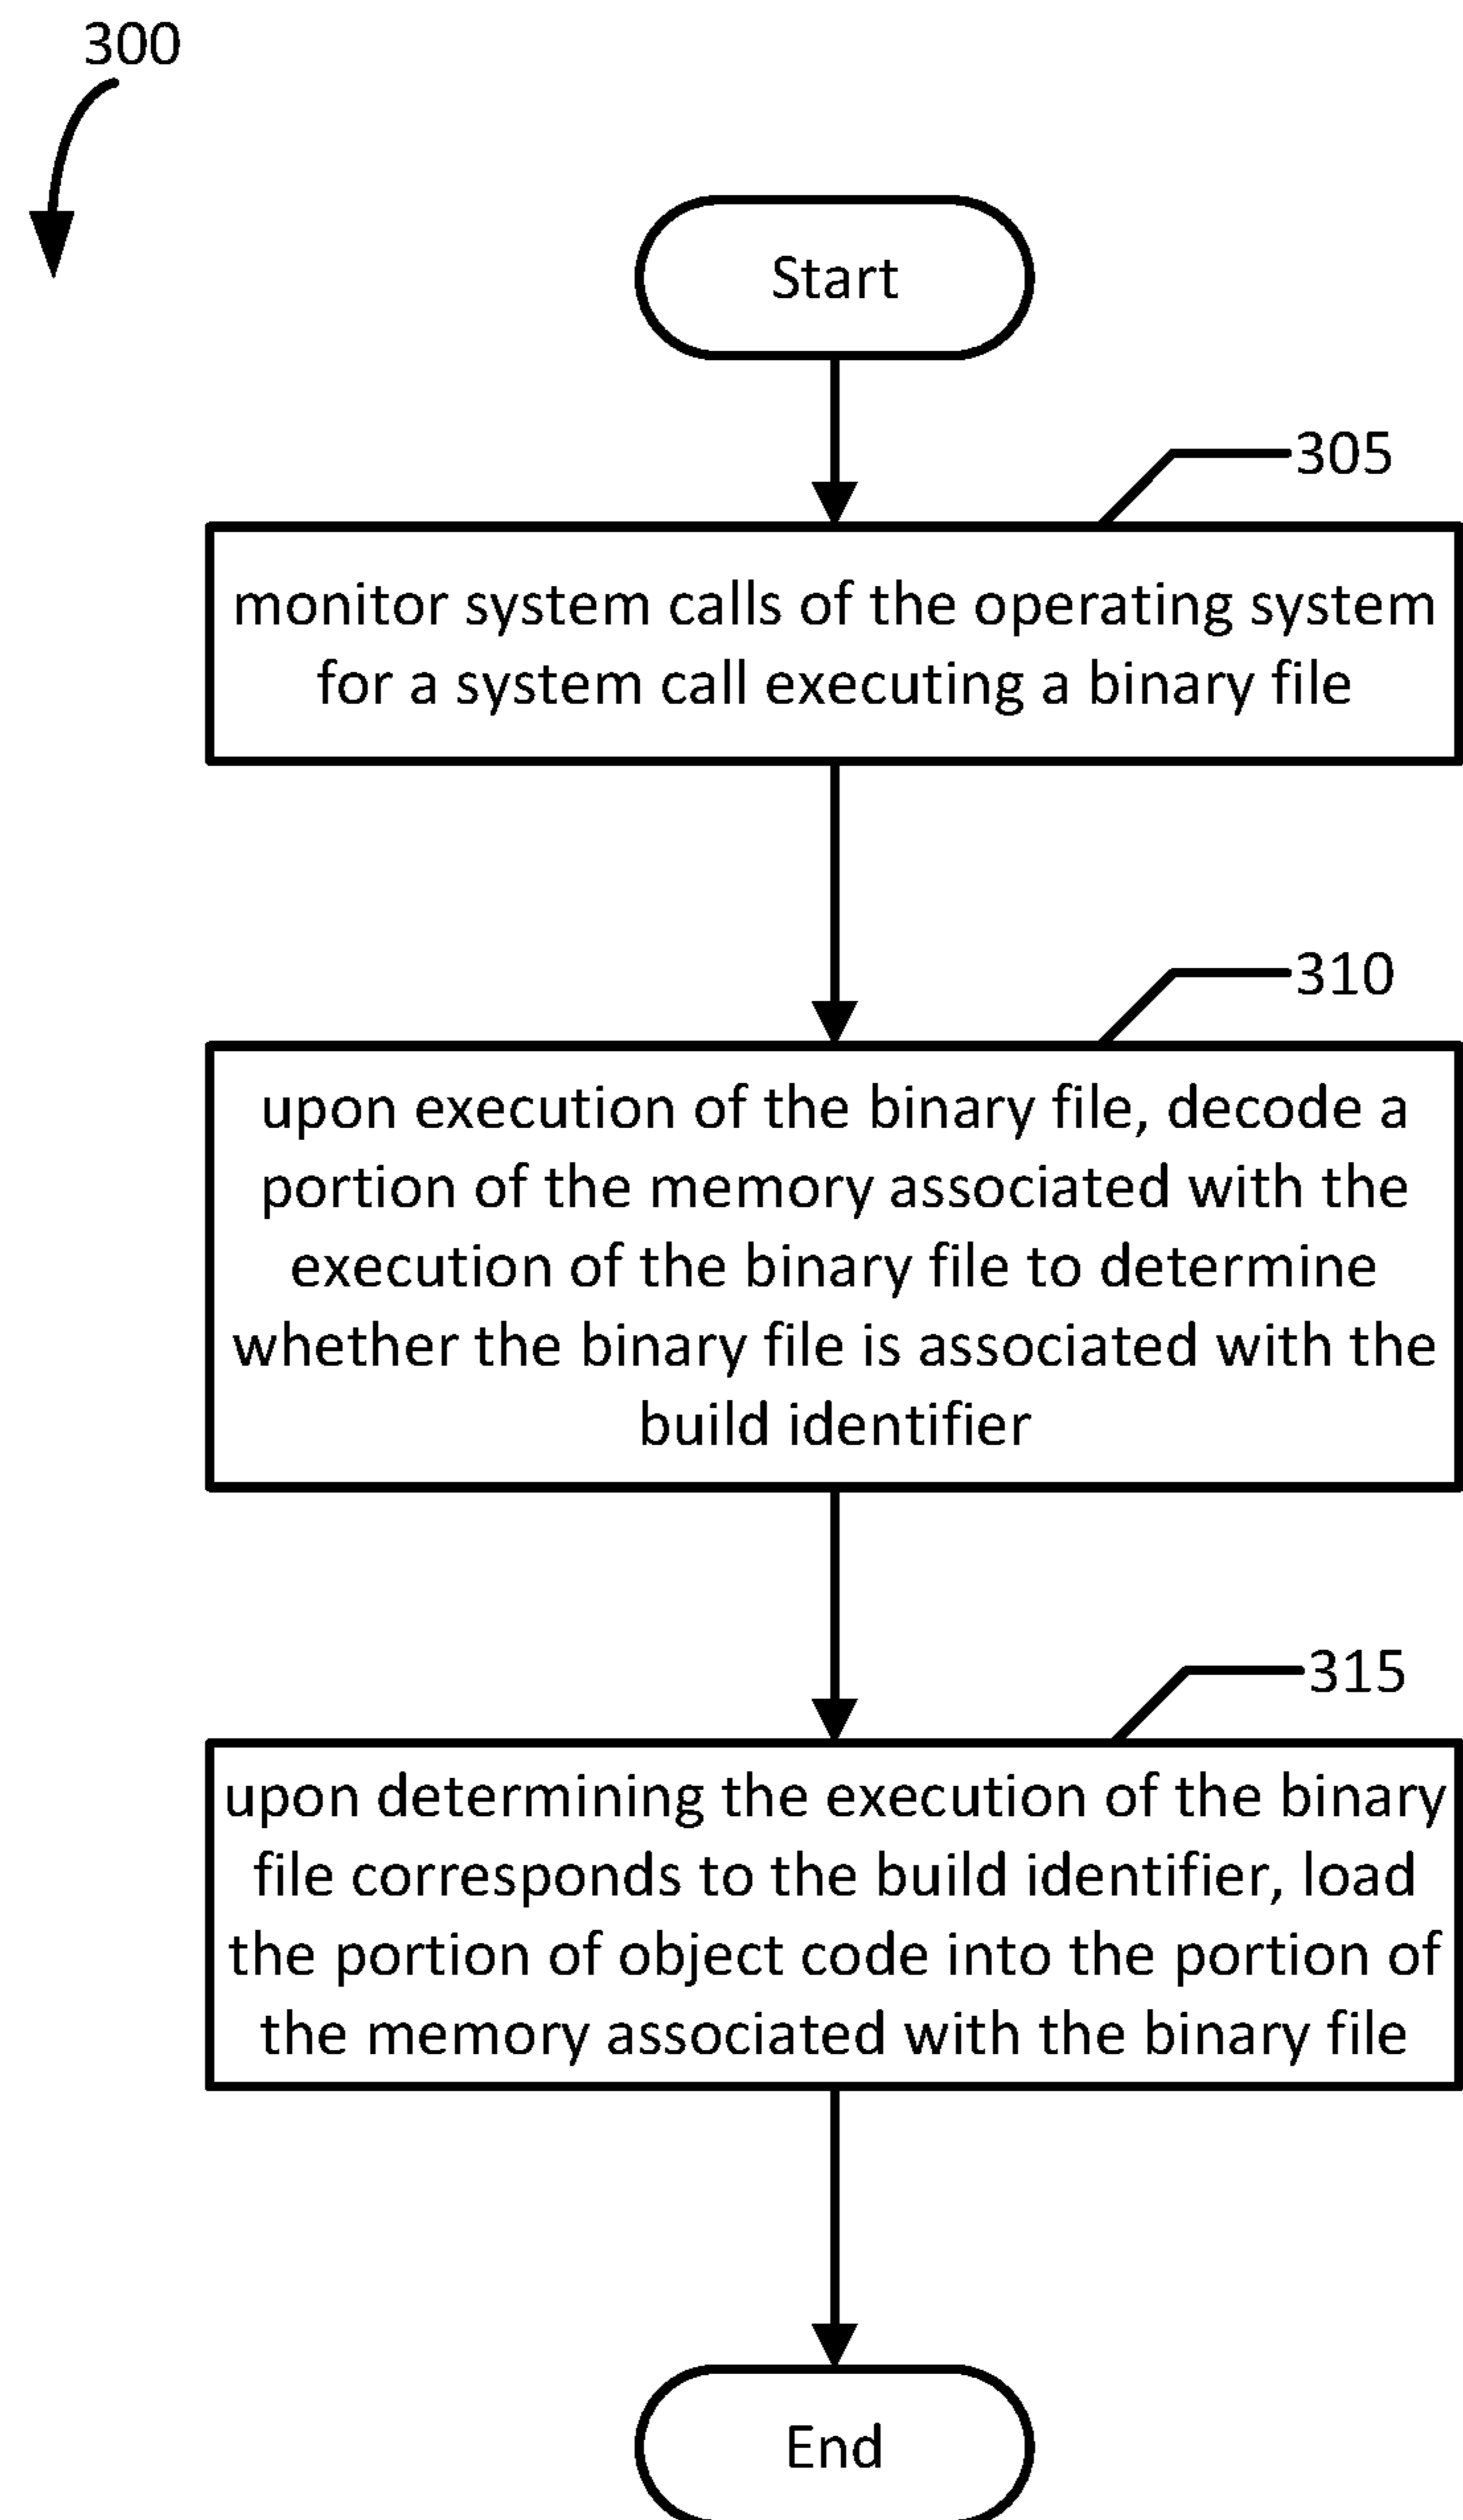 300
Start
305
monitor system calls of the operating system
for a system call executing a binary file
310
upon execution of the binary file, decode a
portion of the memory associated with the
execution of the binary file to determine
whether the binary file is associated with the
build identifier
315
upon determining the execution of the binary
file corresponds to the build identifier, load
the portion of object code into the portion of
the memory associated with the binary file
End